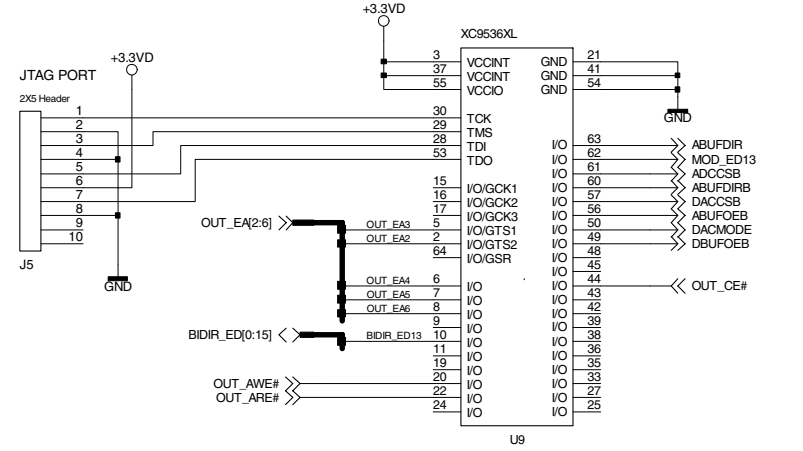 +3.3VD
XC9536XL
+3.3VD
JTAG PORT
2X5 Header
1
2
3
4
5
6
7
8
9
10
J5
GND
3 VCCINT
37 VCCINT
55 VCCIO
30 TCK
29 TMS
28 TDI
53 TDO
15 I/O/GCK1
16 I/O/GCK2
17 I/O/GCK3
OUT_EA[2:6]
OUT_EA3 5 I/O/GTS1
OUT_EA2 2 I/O/GTS2
64 I/O/GSR
OUT_EA4 6 I/O
OUT_EA5 7 I/O
OUT_EA6 8 I/O
9 I/O
BIDIR_ED[0:15] BIDIR_ED13 10 I/O
11 I/O
19 I/O
OUT_AWE# 20 I/O
OUT_ARE# 22 I/O
24 I/O
GND 21
GND 41
GND 54
GND
I/O 63 ABUFDIR
I/O 62 MOD_ED13
I/O 61 ADCCSB
I/O 60 ABUFDIRB
I/O 57 DACCSB
I/O 56 ABUFOEB
I/O 50 DACMODE
I/O 49 DBUFOEB
I/O 48
I/O 45
I/O 44 OUT_CE#
I/O 43
I/O 42
I/O 39
I/O 38
I/O 36
I/O 35
I/O 33
I/O 27
I/O 25
U9